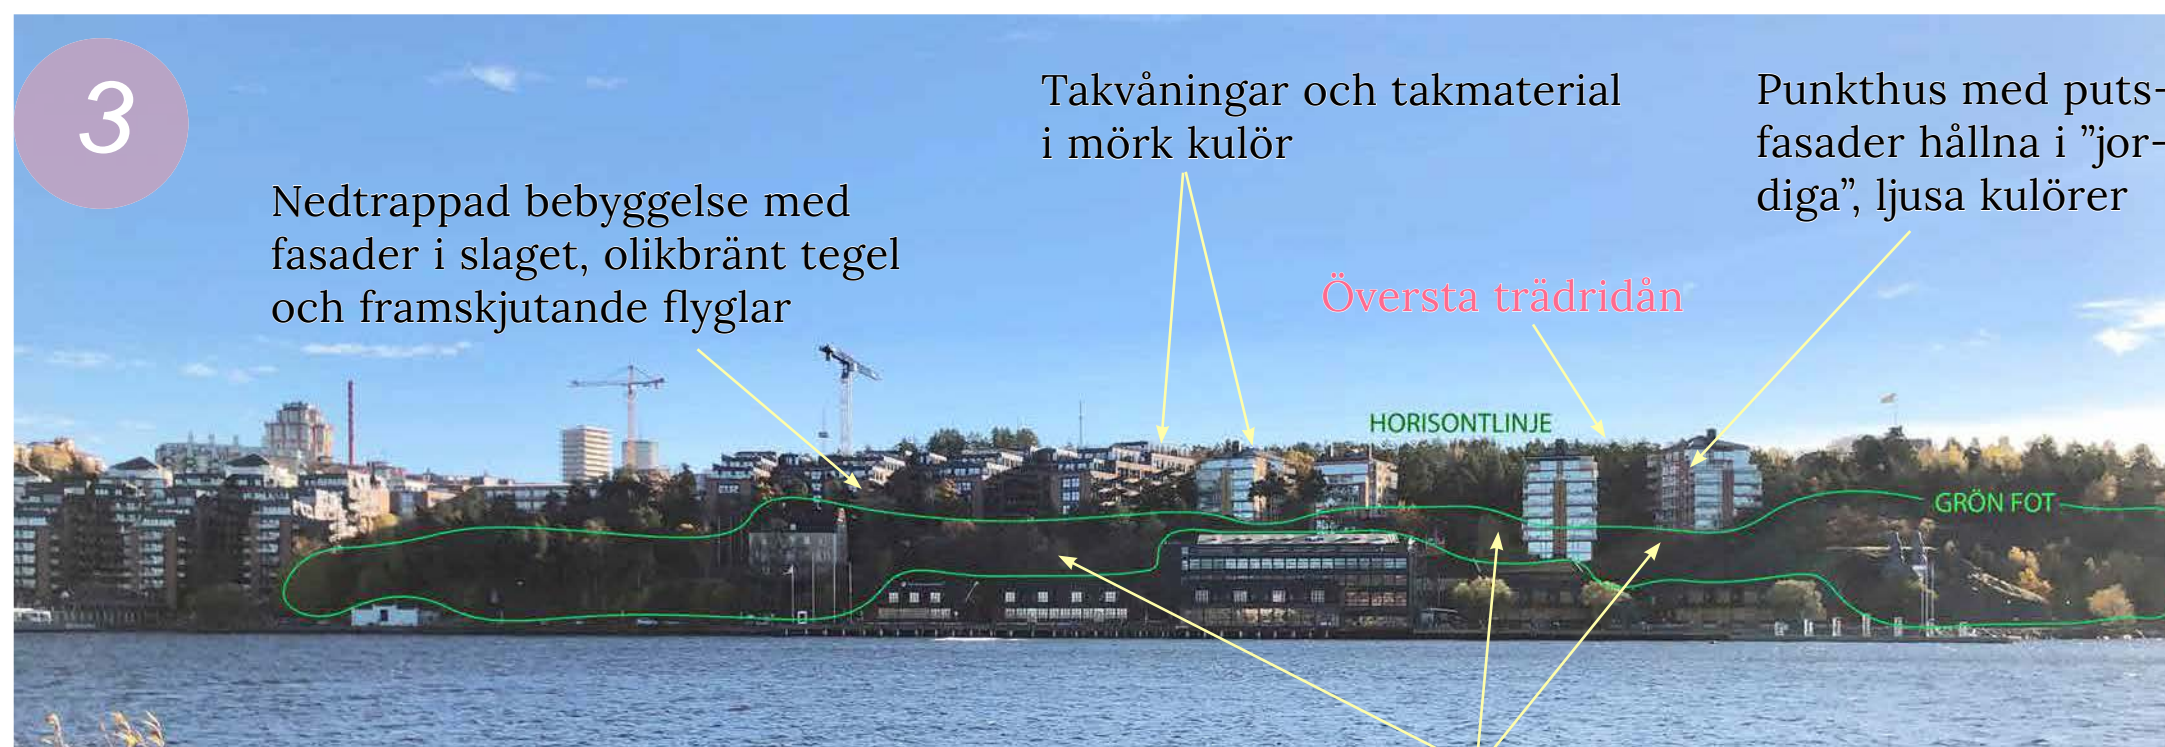 3
Nedtrappad bebyggelse med
fasader i slaget, olikbränt tegel
och framskjutande flyglar
Takvåningar och takmaterial
i mörk kulör
Punkthus med puts-
fasader hållna i ”jor-
diga”, ljusa kulörer
Översta trädridån
HORISONTLINJE
GRÖN FOT